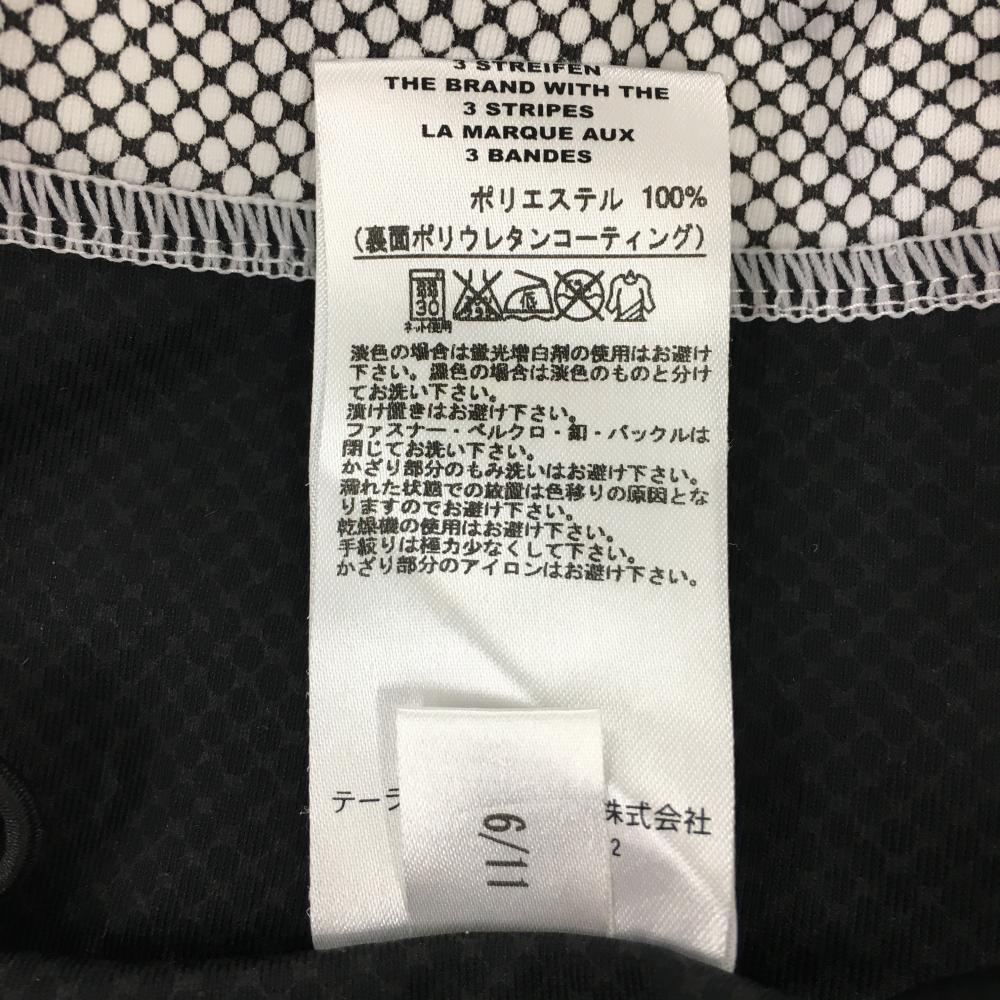 3 STREIFEN
THE BRAND WITH THE
3 STRIPES
LA MARQUE AUX
3 BANDES
ポリエステル 100%
(裏面ポリウレタンコーティング)
30
低
ネット使用
淡色の場合は蛍光増白剤の使用はお避け
下さい。濃色の場合は淡色のものと分け
てお洗い下さい。
漬け置きはお避け下さい。
ファスナー・ベルクロ・釦・バックルは
閉じてお洗い下さい。
かざり部分のもみ洗いはお避け下さい。
濡れた状態での放置は色移りの原因とな
りますのでお避け下さい。
乾燥機の使用はお避け下さい。
手絞りは極力少なくして下さい。
かざり部分のアイロンはお避け下さい。
テーラ
株式会社
2
6/11